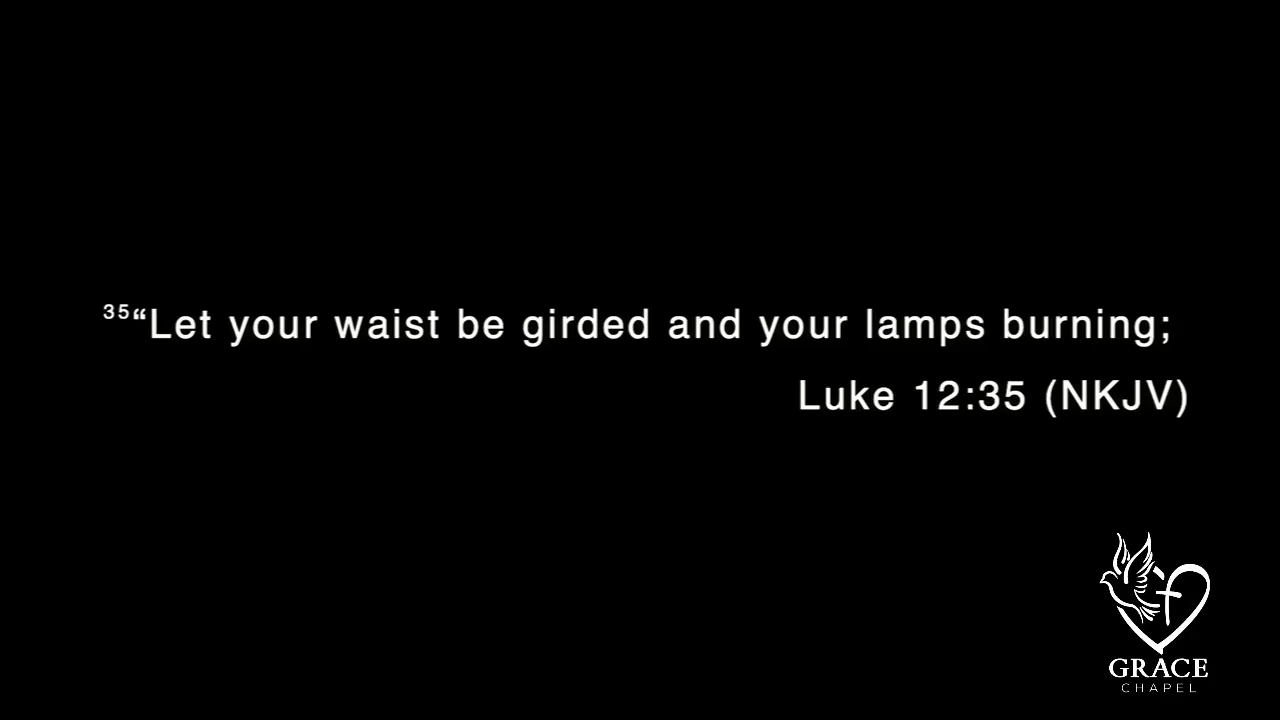 35“Let your waist be girded and your lamps burning;
Luke 12:35 (NKJV)
GRACE
CHAPEL